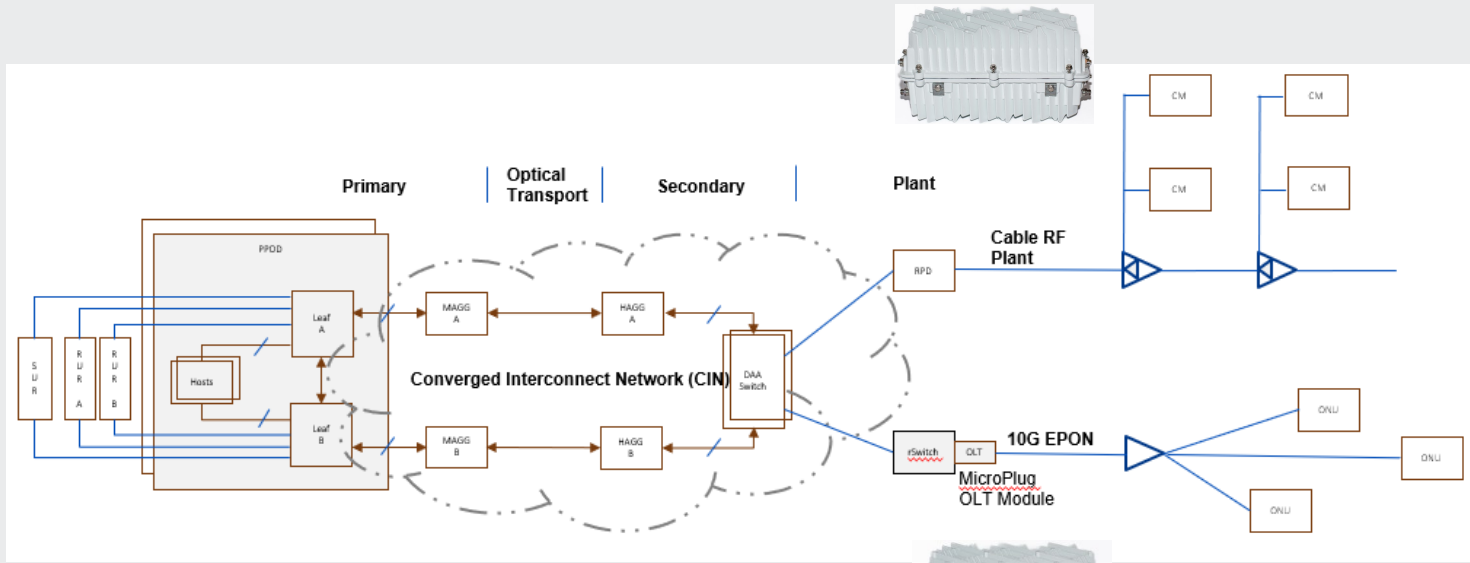 Primary
Optical
Transport
Secondary
Plant
PPOD
Leaf
A
Leaf
B
Hosts
S
U
R
R
U
R
A
R
U
R
B
MAGG
A
MAGG
B
HAGG
A
HAGG
B
Converged Interconnect Network (CIN)
DAA
Switch
RPD
Cable RF
Plant
CM
CM
CM
CM
rSwitch
OLT
10G EPON
MicroPlug
OLT Module
ONU
ONU
ONU